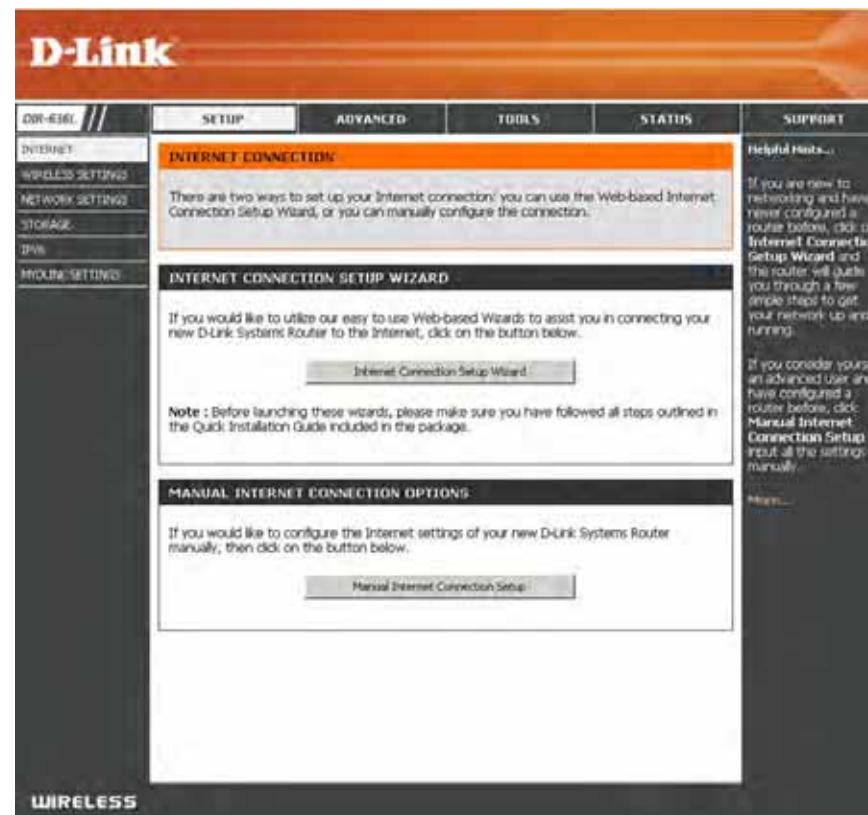 D-Link
DIR-636L
SETUP
ADVANCED
TOOLS
STATUS
SUPPORT
INTERNET
WIRELESS SETTINGS
NETWORK SETTINGS
STORAGE
IPV6
MYDLINK SETTINGS
INTERNET CONNECTION
There are two ways to set up your Internet connection: you can use the Web-based Internet
Connection Setup Wizard, or you can manually configure the connection.
INTERNET CONNECTION SETUP WIZARD
If you would like to utilize our easy to use Web-based Wizards to assist you in connecting your
new D-Link Systems Router to the Internet, click on the button below.
Internet Connection Setup Wizard
Note : Before launching these wizards, please make sure you have followed all steps outlined in
the Quick Installation Guide included in the package.
MANUAL INTERNET CONNECTION OPTIONS
If you would like to configure the Internet settings of your new D-Link Systems Router
manually, then click on the button below.
Manual Internet Connection Setup
Helpful Hints...
If you are new to
networking and have
never configured a
router before, click
Internet
Setup Wizard and
the router will guide
you through a few
simple steps to get
your network up and
running.
If you consider
an advanced user
have configured a
router before, click
Manual Internet
Connection Setup
input all the settings
manually.
More...
WIRELESS